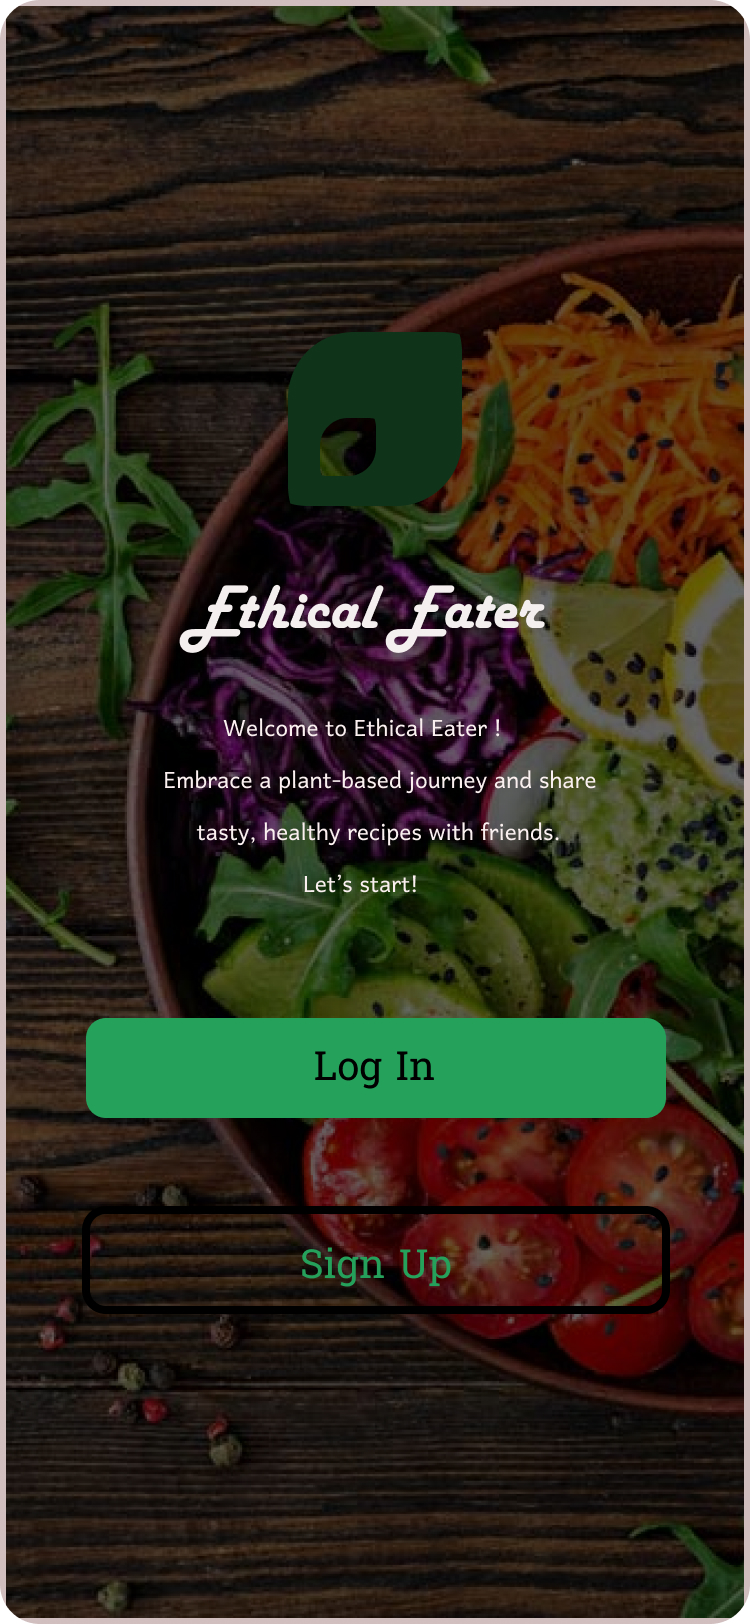 Ethical Eater
Welcome to Ethical Eater !
Embrace a plant-based journey and share
tasty, healthy recipes with friends.
Let’s start!
Log In
Sign Up